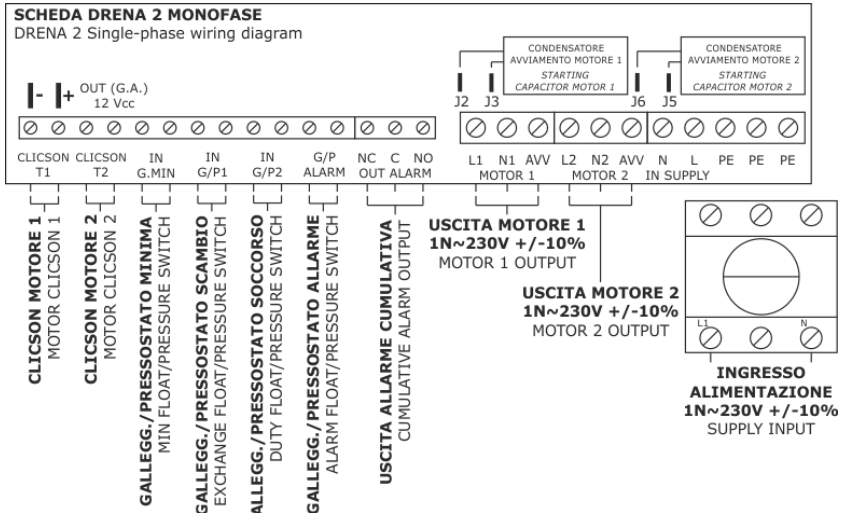 SCHEDA DRENA 2 MONOFASE
DRENA 2 Single-phase wiring diagram
CONDENSATORE
AVVIAMENTO MOTORE 1
STARTING
CAPACITOR MOTOR 1
CONDENSATORE
AVVIAMENTO MOTORE 2
STARTING
CAPACITOR MOTOR 2
- + OUT (G.A.)
12 Vcc
J2 J3 J6 J5
CLICSON T1
CLICSON T2
IN G.MIN
IN G/P1
IN G/P2
G/P ALARM
NC C NO
OUT ALARM
L1 N1 AVV
MOTOR 1
L2 N2 AVV
MOTOR 2
N L PE PE PE
IN SUPPLY
CLICSON MOTORE 1
MOTOR CLICSON 1
CLICSON MOTORE 2
MOTOR CLICSON 2
GALLEGG./PRESSOSTATO MINIMA
MIN FLOAT/PRESSURE SWITCH
GALLEGG./PRESSOSTATO SCAMBIO
EXCHANGE FLOAT/PRESSURE SWITCH
ALLEGG./PRESSOSTATO SOCCORSO
DUTY FLOAT/PRESSURE SWITCH
GALLEGG./PRESSOSTATO ALLARME
ALARM FLOAT/PRESSURE SWITCH
USCITA ALLARME CUMULATIVA
CUMULATIVE ALARM OUTPUT
USCITA MOTORE 1
1N~230V +/-10%
MOTOR 1 OUTPUT
USCITA MOTORE 2
1N~230V +/-10%
MOTOR 2 OUTPUT
L1 N
INGRESSO
ALIMENTAZIONE
1N~230V +/-10%
SUPPLY INPUT